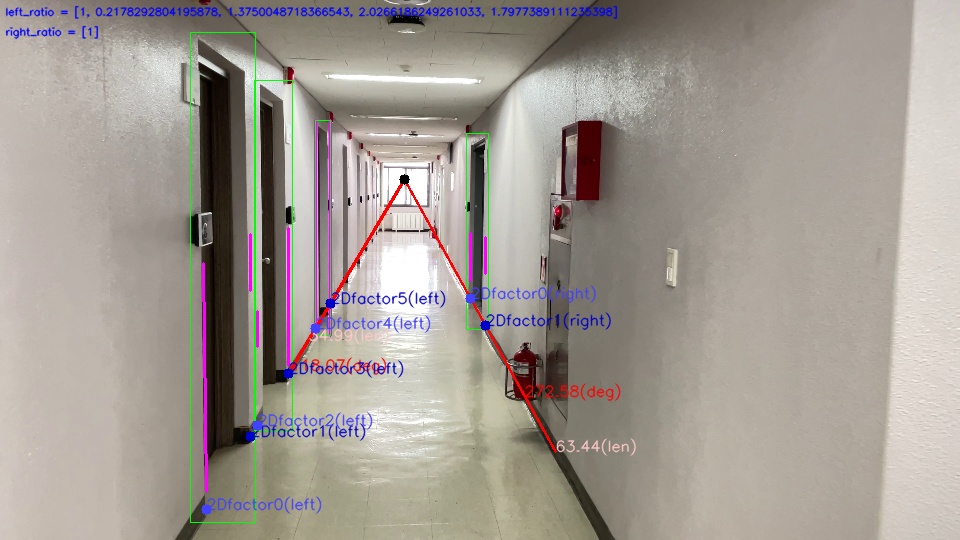 left_ratio = [1, 0.2178292804195878, 1.3750048718366543, 2.0266186249261033, 1.7977389111235398]
right_ratio = [1]
2Dfactor0(right)
2Dfactor5(left)
2Dfactor1(right)
2Dfactor4(left)
2Dfactor3(left)
272.58(deg)
2Dfactor2(left)
2Dfactor1(left)
63.44(len)
2Dfactor0(left)